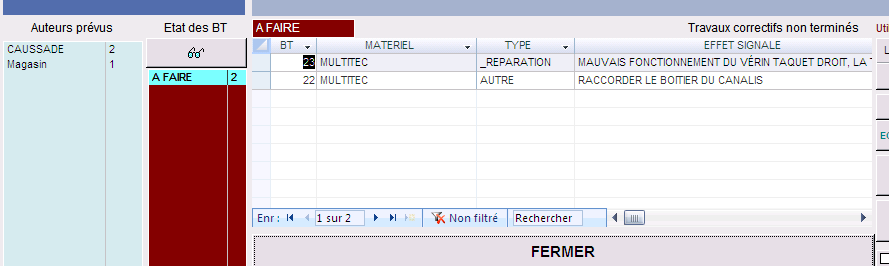 Auteurs prévus
CAUSSADE 2
Magasin 1
Etat des BT
A FAIRE 2
A FAIRE
Travaux correctifs non terminés
BT MATERIEL TYPE EFFET SIGNALE
23 MULTITEC _REPARATION MAUVAIS FONCTIONNEMENT DU VÉRIN TAQUET DROIT, LA
22 MULTITEC AUTRE RACCORDER LE BOITIER DU CANALIS
Enr : 1 sur 2 Non filtré Rechercher
FERMER